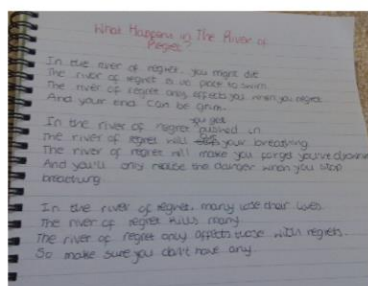 What Happens in The River of
Regret
In the river of regret, you might die
The river of regret is no place to swim.
The river of regret only effects you when you regret
And your end can be grim.
you get
In the river of regret pushed in
The river of regret will your breathing.
The river of regret will make you forget you're drowning
And you'll only realise the danger when you stop
breathing
In the river of regret, many lose their lives
The river of regret kills many
The river of regret only affects those with regrets.
So make sure you don't have any.